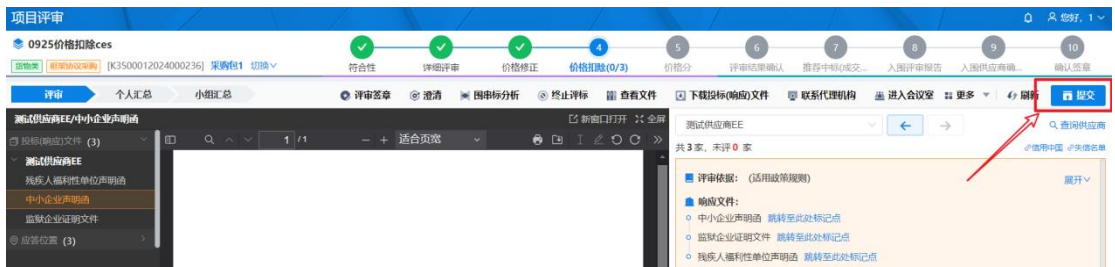 项目评审
您好, 1
0925价格扣除ces
货物类 框架协议采购 [K3500012024000236] 采购包1 切换
符合性
详细评审
价格修正
4
价格扣除(0/3)
5
价格分
6
评审结果确认
7
推荐中标(成交...
8
入围评审报告
9
入围供应商确...
10
确认签章
评审 个人汇总 小组汇总
评审签章 澄清 围串标分析 终止评标 查看文件 下载投标(响应)文件 联系代理机构 进入会议室 更多 刷新 提交
测试供应商EE/中小企业声明函 新窗口打开 全屏
投标(响应)文件 (3)
1 /1 适合页宽
测试供应商EE
残疾人福利性单位声明函
中小企业声明函
监狱企业证明文件
应答位置 (3)
测试供应商EE 查询供应商
共3家, 未评0 家 信用中国 失信名单
评审依据: (适用政策规则) 展开
响应文件:
中小企业声明函 跳转至此处标记点
监狱企业证明文件 跳转至此处标记点
残疾人福利性单位声明函 跳转至此处标记点